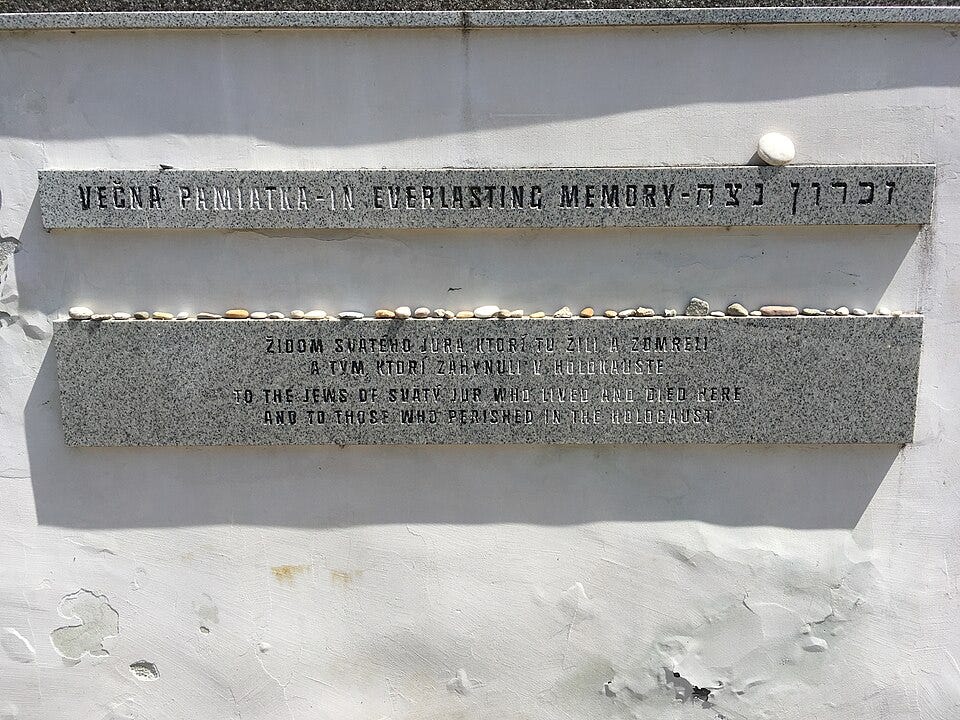 VEČNÁ PAMIATKA-IN EVERLASTING MEMORY-זכרון נצח
ŽIDOM SVÄTÉHO JURA KTORÍ TU ŽILI A ZOMRELI
A TÝM, KTORÍ ZAHYNULI V HOLOKAUSTE
TO THE JEWS OF SVÄTÝ JUR WHO LIVED AND DIED HERE
AND TO THOSE WHO PERISHED IN THE HOLOCAUST